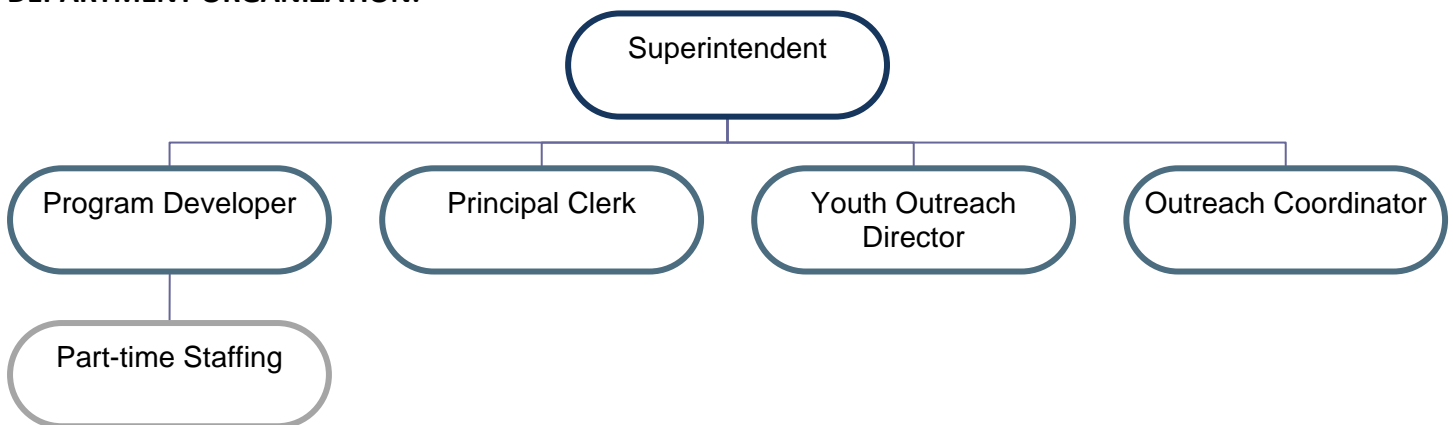 DEPARTMENT ORGANIZATION:
Superintendent
Program Developer
Principal Clerk
Youth Outreach
Director
Outreach Coordinator
Part-time Staffing